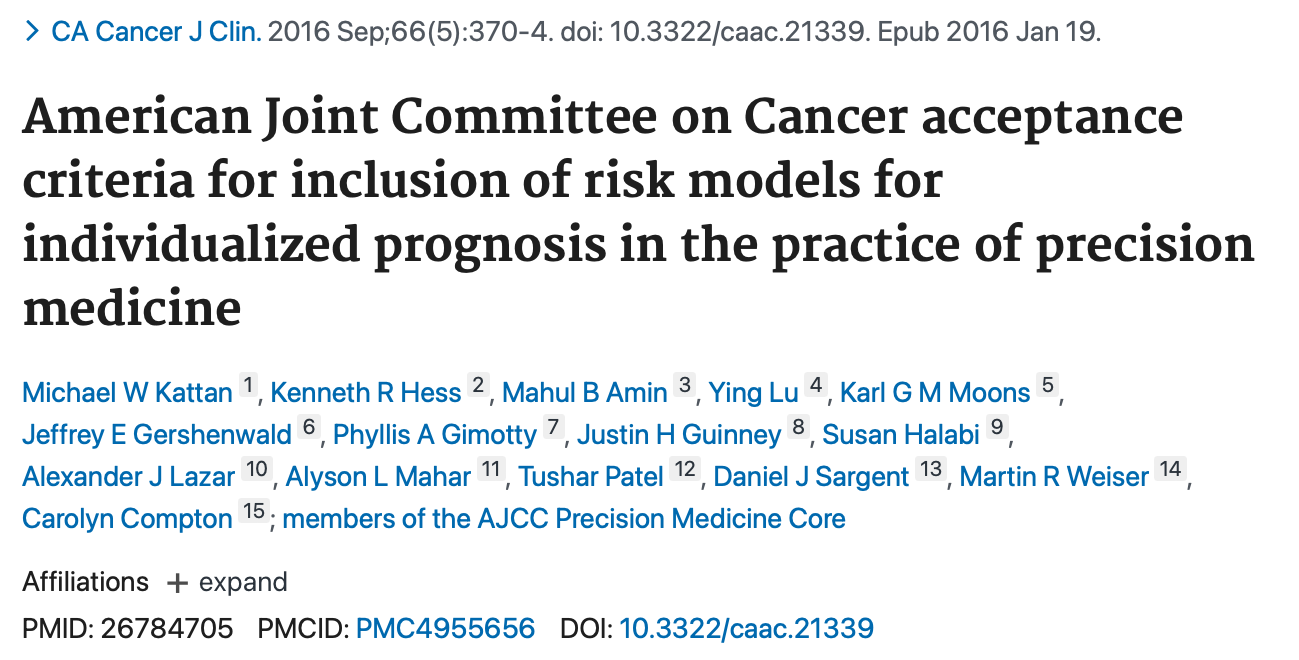 > CA Cancer J Clin. 2016 Sep;66(5):370-4. doi: 10.3322/caac.21339. Epub 2016 Jan 19.
American Joint Committee on Cancer acceptance
criteria for inclusion of risk models for
individualized prognosis in the practice of precision
medicine
Michael W Kattan 1, Kenneth R Hess 2, Mahul B Amin 3, Ying Lu 4, Karl G M Moons 5,
Jeffrey E Gershenwald 6, Phyllis A Gimotty 7, Justin H Guinney 8, Susan Halabi 9,
Alexander J Lazar 10, Alyson L Mahar 11, Tushar Patel 12, Daniel J Sargent 13, Martin R Weiser 14,
Carolyn Compton 15; members of the AJCC Precision Medicine Core
Affiliations + expand
PMID: 26784705 PMCID: PMC4955656 DOI: 10.3322/caac.21339